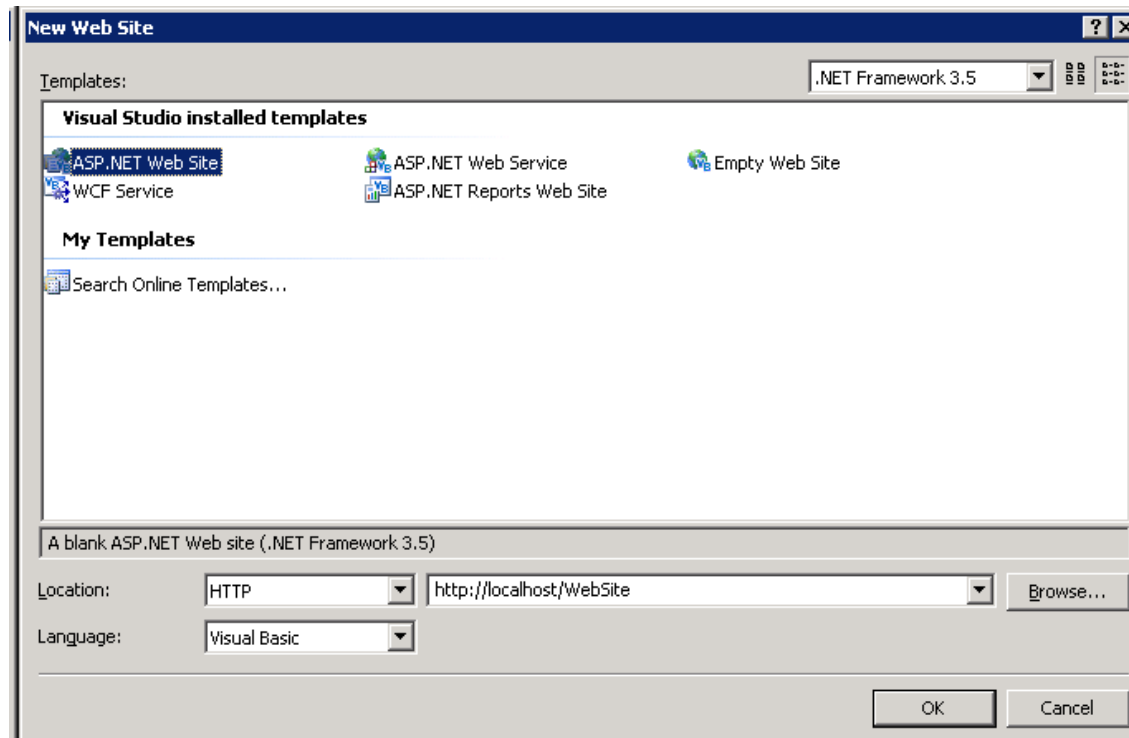 New Web Site
Templates:
.NET Framework 3.5
Visual Studio installed templates
ASP.NET Web Site ASP.NET Web Service Empty Web Site
WCF Service ASP.NET Reports Web Site
My Templates
Search Online Templates...
A blank ASP.NET Web site (.NET Framework 3.5)
Location: HTTP http://localhost/WebSite Browse...
Language: Visual Basic
OK Cancel